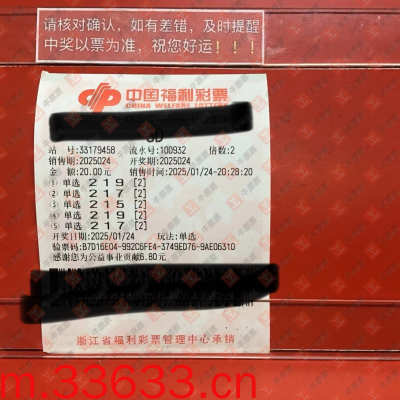 请核对确认，如有差错，及时提醒
中奖以票为准，祝您好运！！！
中国福利彩票
CHINA WELFARE LOTTERY
3D
站 号:33179458 流水号:100932 倍数:2
销售期:2025024 开奖期:2025024
金 额:20.00元 销售时间:2025/01/24-20:28:20
① 单选 219 [2]
② 单选 217 [2]
③ 单选 215 [2]
④ 单选 219 [2]
⑤ 单选 217 [2]
开奖日期:2025/01/24 玩法:单选
验票码:B7D16E04-992C6FE4-3749ED76-9AE06310
感谢您为公益事业贡献6.80元
浙江省福利彩票管理中心承销
m.33633.cn